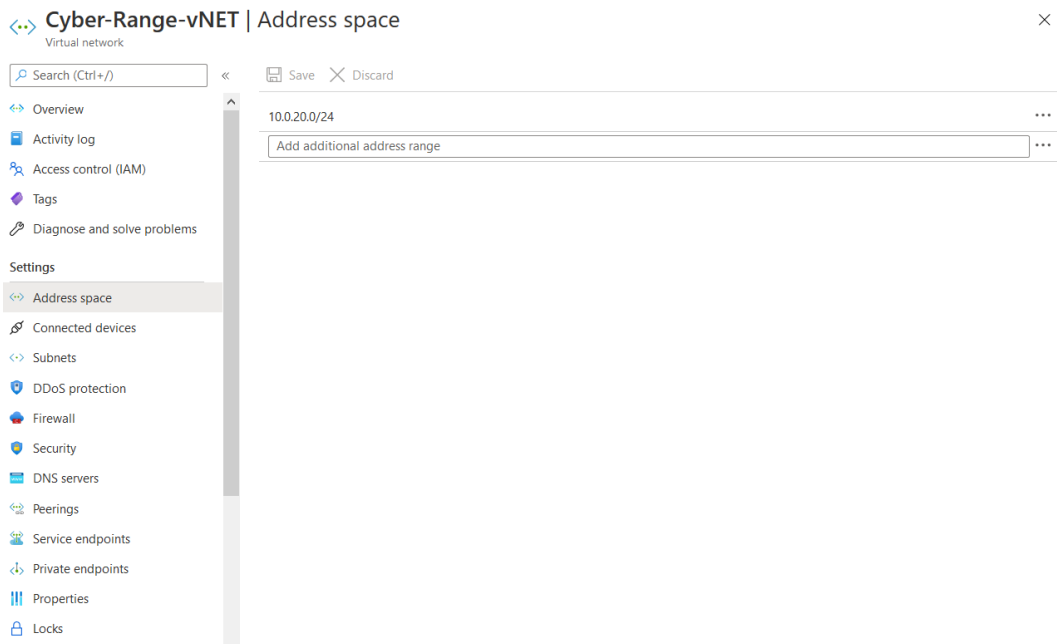 Cyber-Range-vNET | Address space
Virtual network
Search (Ctrl+/)
«
Save
Discard
Overview
Activity log
Access control (IAM)
Tags
Diagnose and solve problems
Settings
Address space
Connected devices
Subnets
DDoS protection
Firewall
Security
DNS servers
Peerings
Service endpoints
Private endpoints
Properties
Locks
10.0.20.0/24
Add additional address range